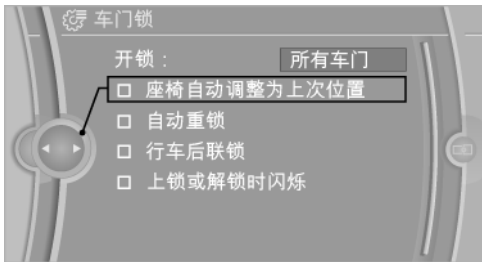 车门锁
开锁： 所有车门
座椅自动调整为上次位置
自动重锁
行车后联锁
上锁或解锁时闪烁